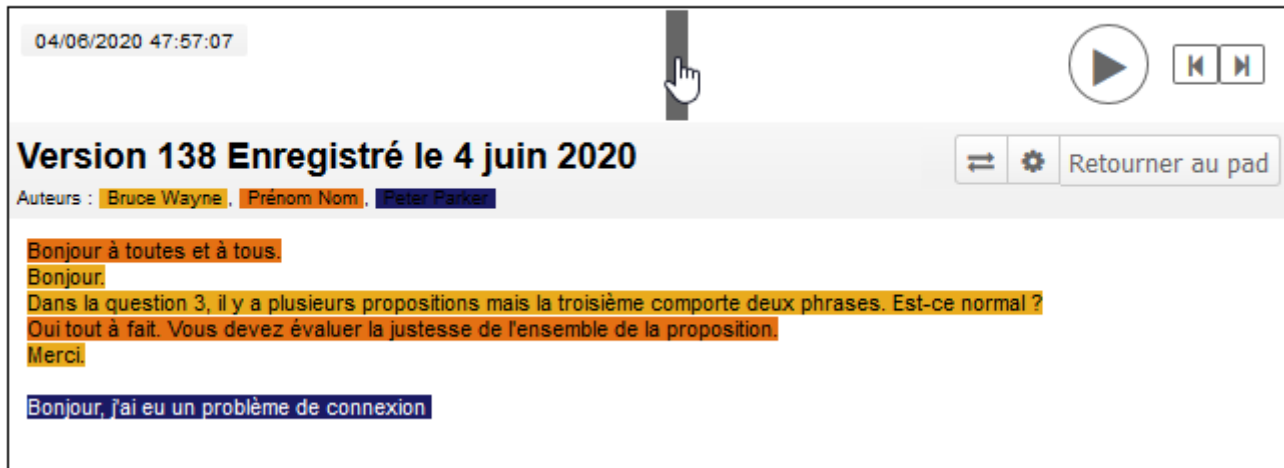 04/06/2020 47:57:07
Version 138 Enregistré le 4 juin 2020
Retourner au pad
Auteurs : Bruce Wayne, Prénom Nom, Peter Parker
Bonjour à toutes et à tous.
Bonjour.
Dans la question 3, il y a plusieurs propositions mais la troisième comporte deux phrases. Est-ce normal ?
Oui tout à fait. Vous devez évaluer la justesse de l'ensemble de la proposition.
Merci.
Bonjour, j'ai eu un problème de connexion